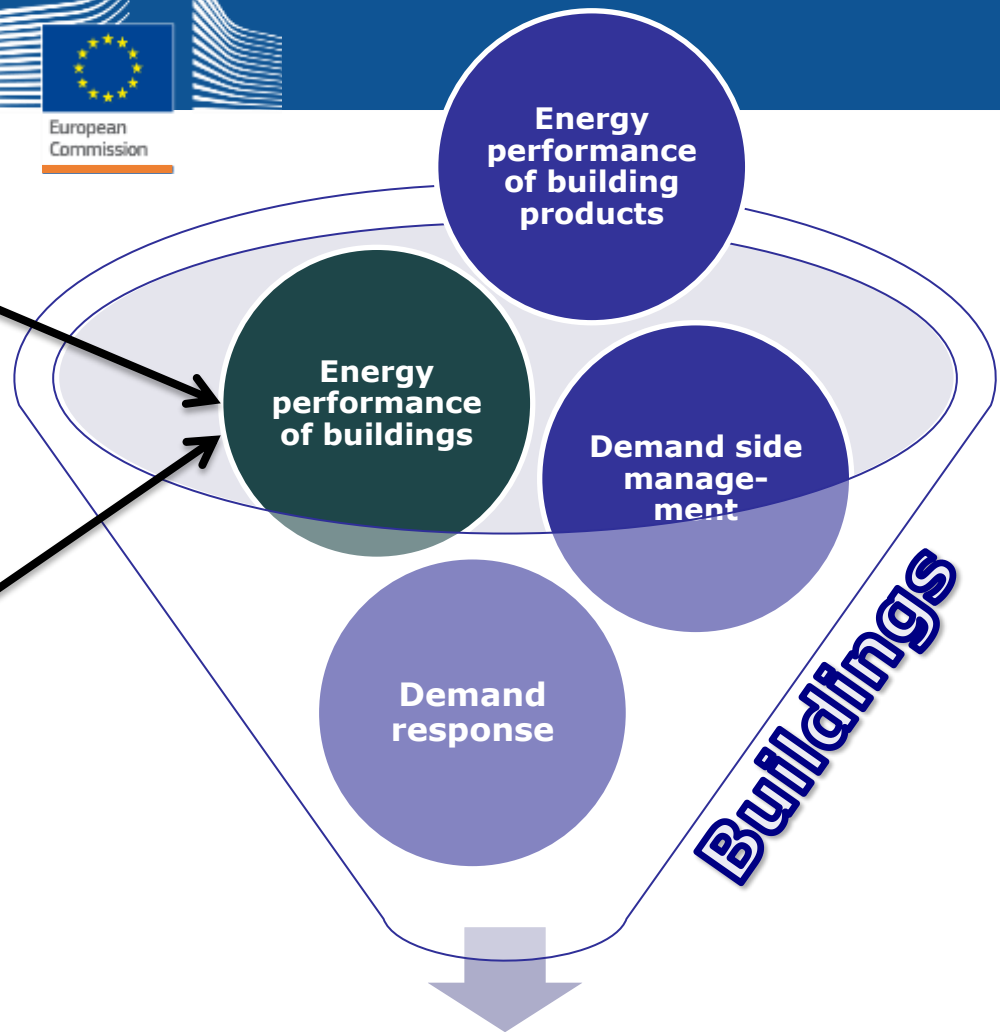 European
Commission
Energy
performance
of building
products
Energy
performance
of buildings
Demand side
manage-
ment
Demand
response
Buildings